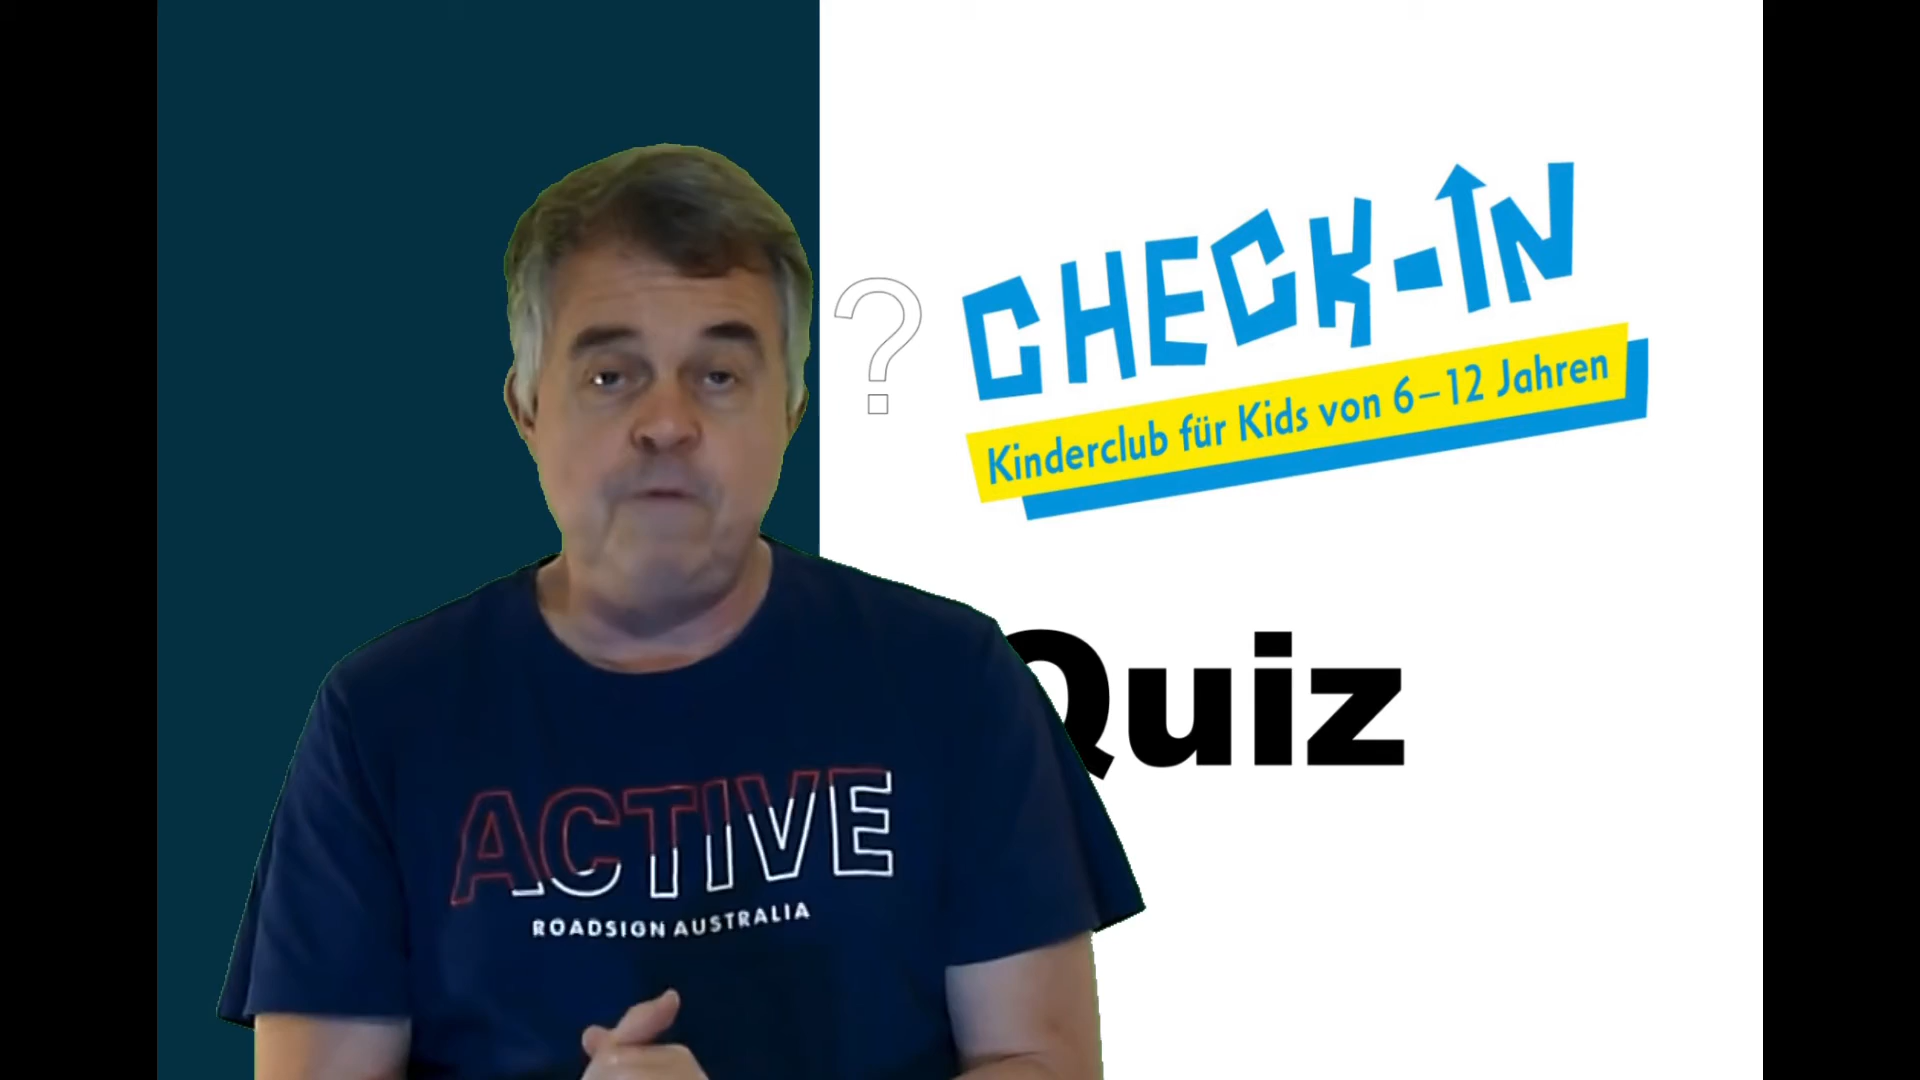 ?
CHECK-IN
Kinderclub für Kids von 6–12 Jahren
Quiz
ACTIVE
ROADSIGN AUSTRALIA